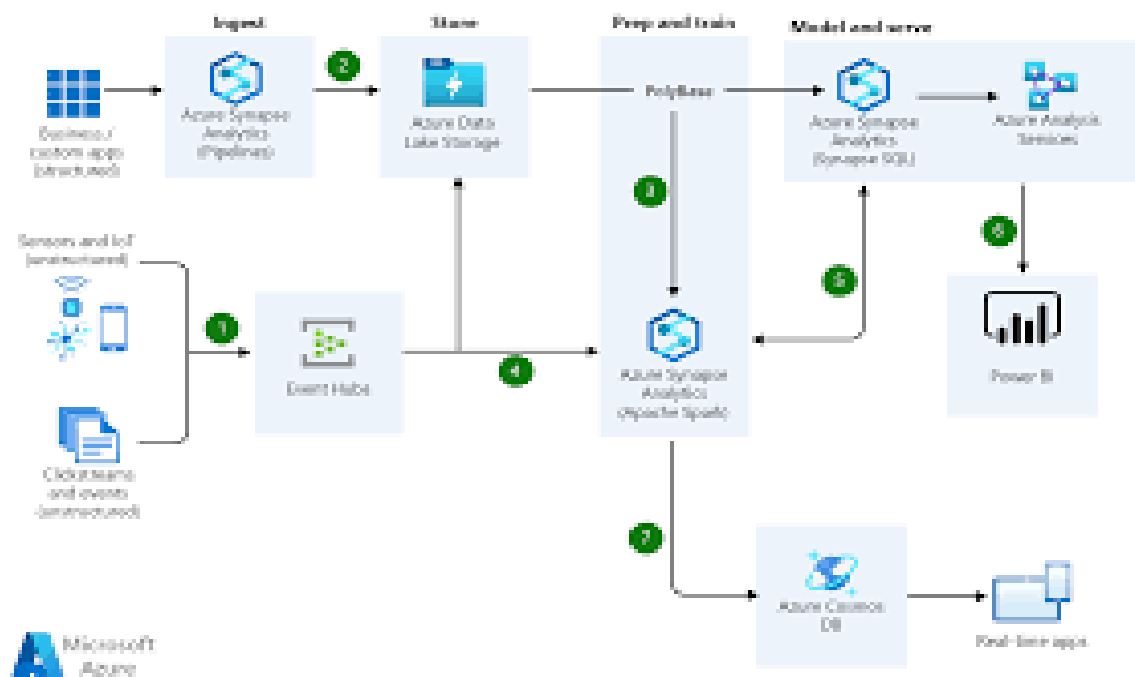 Ingest
Store
Prep and train
Model and serve
2
PolyBase
Azure Synapse
Analytics
(Pipelines)
Azure Data
Lake Storage
Azure Synapse
Analytics
(Synapse SQL)
Azure Analysis
Services
Business /
custom apps
(structured)
3
6
5
Sensors and IoT
(unstructured)
1
Event Hubs
4
Azure Synapse
Analytics
(Apache Spark)
Power BI
Clickstreams
and events
(unstructured)
7
Azure Cosmos
DB
Real-time apps
Microsoft
Azure